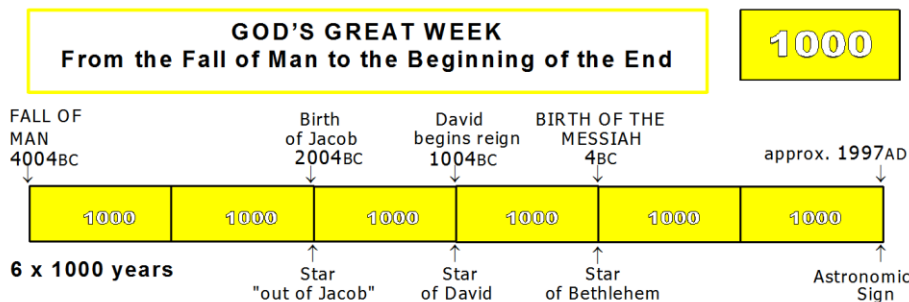 GOD'S GREAT WEEK
From the Fall of Man to the Beginning of the End
1000
FALL OF
MAN
4004BC
Birth
of Jacob
2004BC
David
begins reign
1004BC
BIRTH OF THE
MESSIAH
4BC
approx. 1997AD
1000 1000 1000 1000 1000 1000
6 x 1000 years
Star
"out of Jacob"
Star
of David
Star
of Bethlehem
Astronomic
Sign